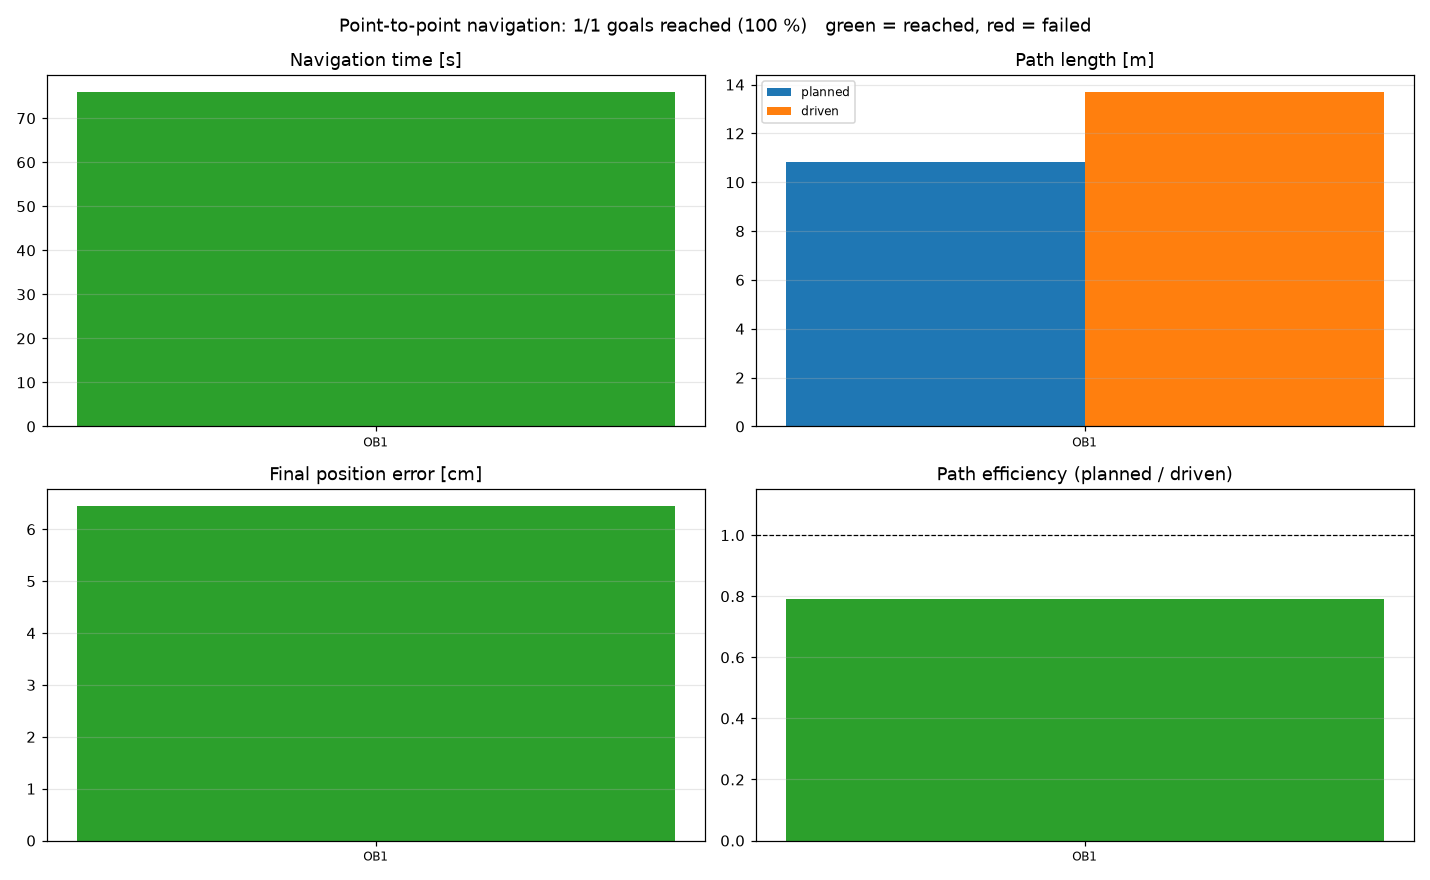 Point-to-point navigation: 1/1 goals reached (100 %)   green = reached, red = failed
Navigation time [s]
70
60
50
40
30
20
10
0
OB1
Path length [m]
planned
driven
14
12
10
8
6
4
2
0
OB1
Final position error [cm]
6
5
4
3
2
1
0
OB1
Path efficiency (planned / driven)
1.0
0.8
0.6
0.4
0.2
0.0
OB1